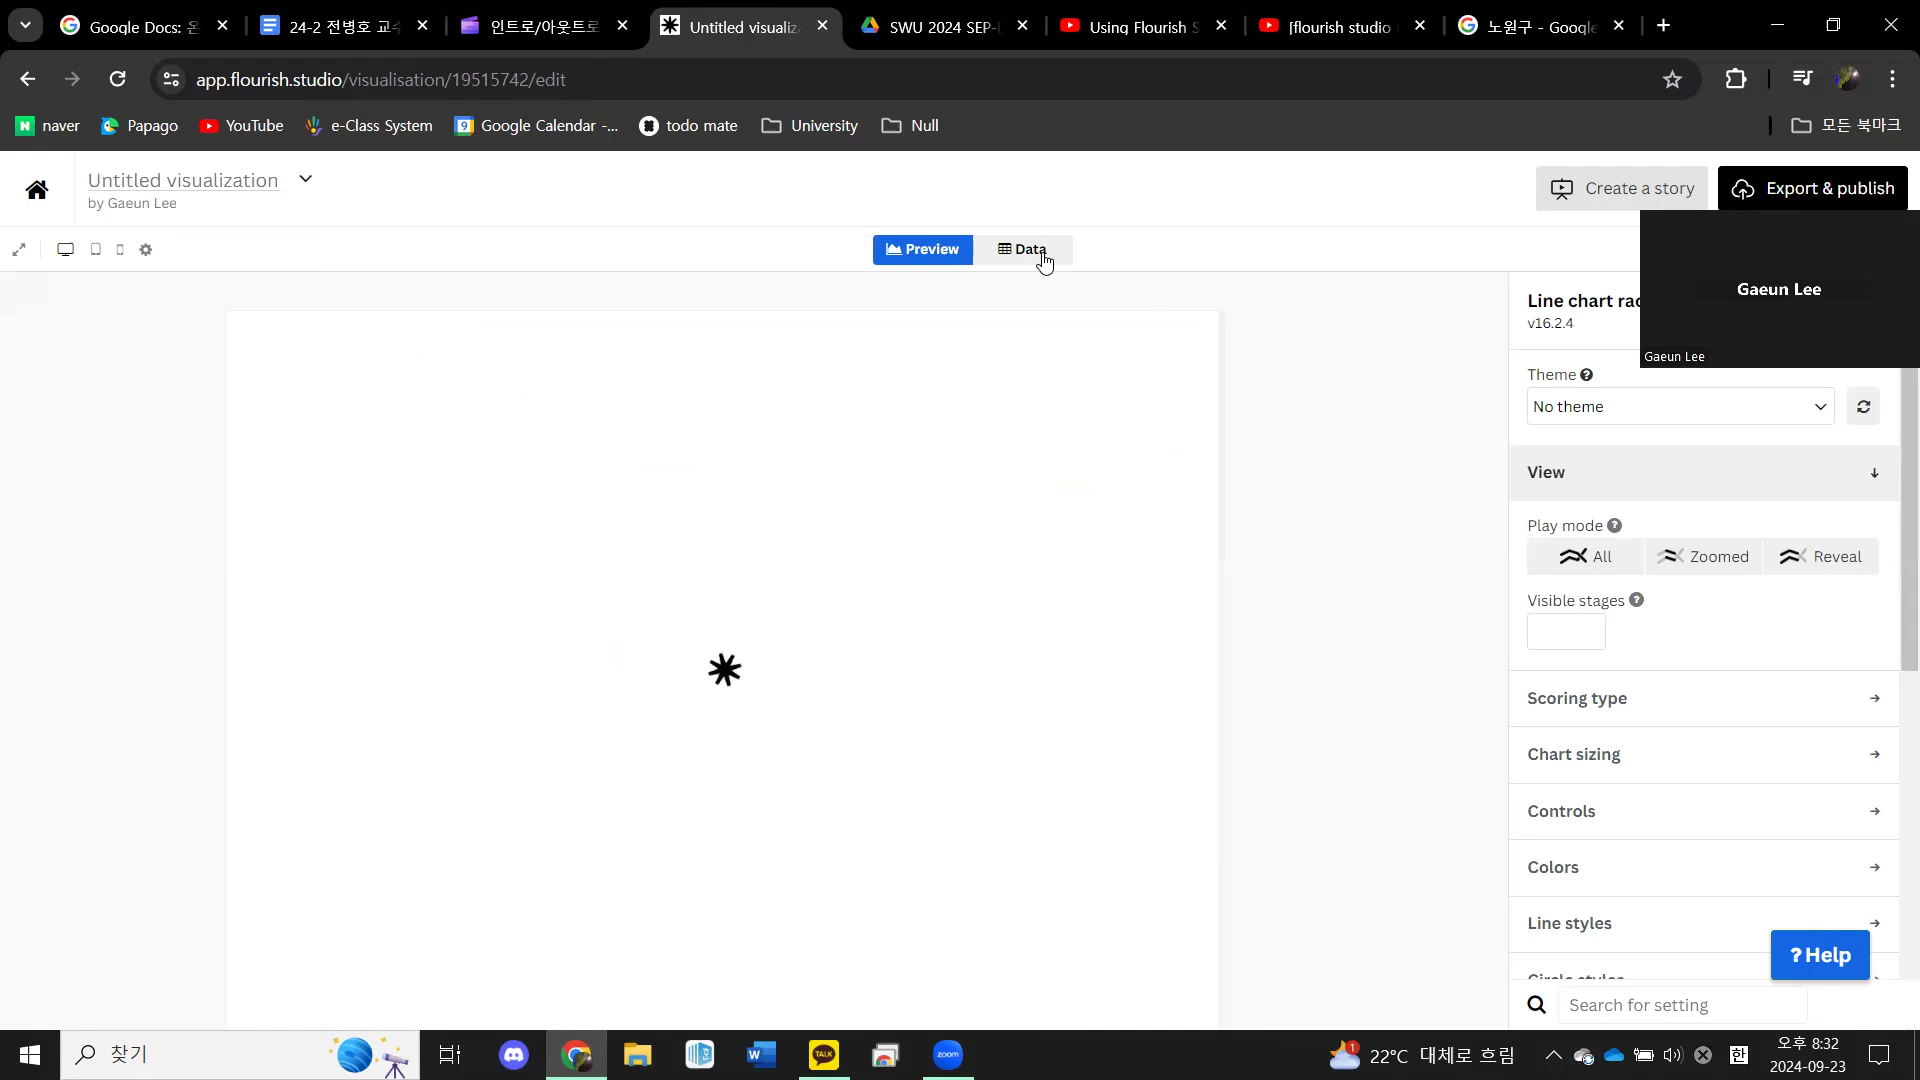 Google Docs: 온
24-2 전병호 교수
인트로/아웃트로
Untitled visualiz
SWU 2024 SEP-
Using Flourish S
[flourish studio
노원구 - Google
app.flourish.studio/visualisation/19515742/edit
naver
Papago
YouTube
e-Class System
Google Calendar -...
todo mate
University
Null
모든 북마크
Untitled visualization
by Gaeun Lee
Create a story
Export & publish
Preview
Data
Gaeun Lee
Gaeun Lee
Line chart rac
v16.2.4
Theme
No theme
View
Play mode
All
Zoomed
Reveal
Visible stages
Scoring type
Chart sizing
Controls
Colors
Line styles
Circle styles
? Help
Search for setting
찾기
TALK
zoom
22°C 대체로 흐림
한
오후 8:32
2024-09-23